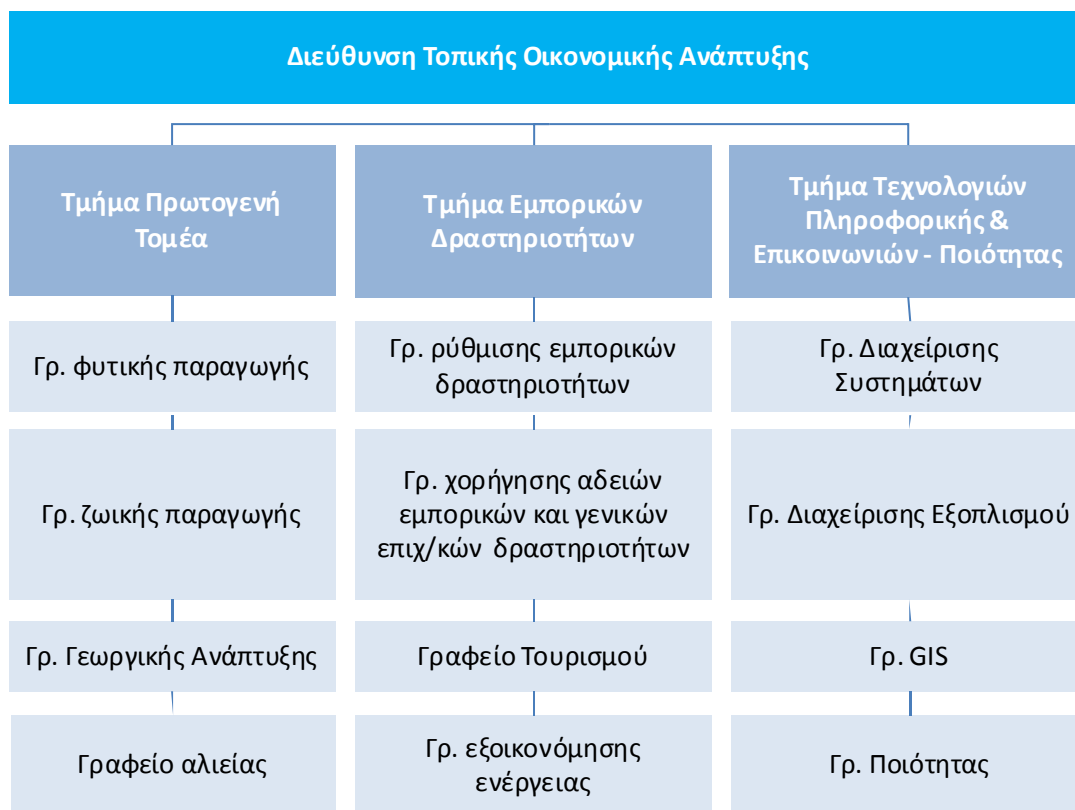 Διεύθυνση Τοπικής Οικονομικής Ανάπτυξης
Τμήμα Πρωτογενή
Τομέα
Γρ. φυτικής παραγωγής
Γρ. ζωικής παραγωγής
Γρ. Γεωργικής Ανάπτυξης
Γραφείο αλιείας
Τμήμα Εμπορικών
Δραστηριοτήτων
Γρ. ρύθμισης εμπορικών
δραστηριοτήτων
Γρ. χορήγησης αδειών
εμπορικών και γενικών
επιχ/κών δραστηριοτήτων
Γραφείο Τουρισμού
Γρ. εξοικονόμησης
ενέργειας
Τμήμα Τεχνολογιών
Πληροφορικής &
Επικοινωνιών - Ποιότητας
Γρ. Διαχείρισης
Συστημάτων
Γρ. Διαχείρισης Εξοπλισμού
Γρ. GIS
Γρ. Ποιότητας